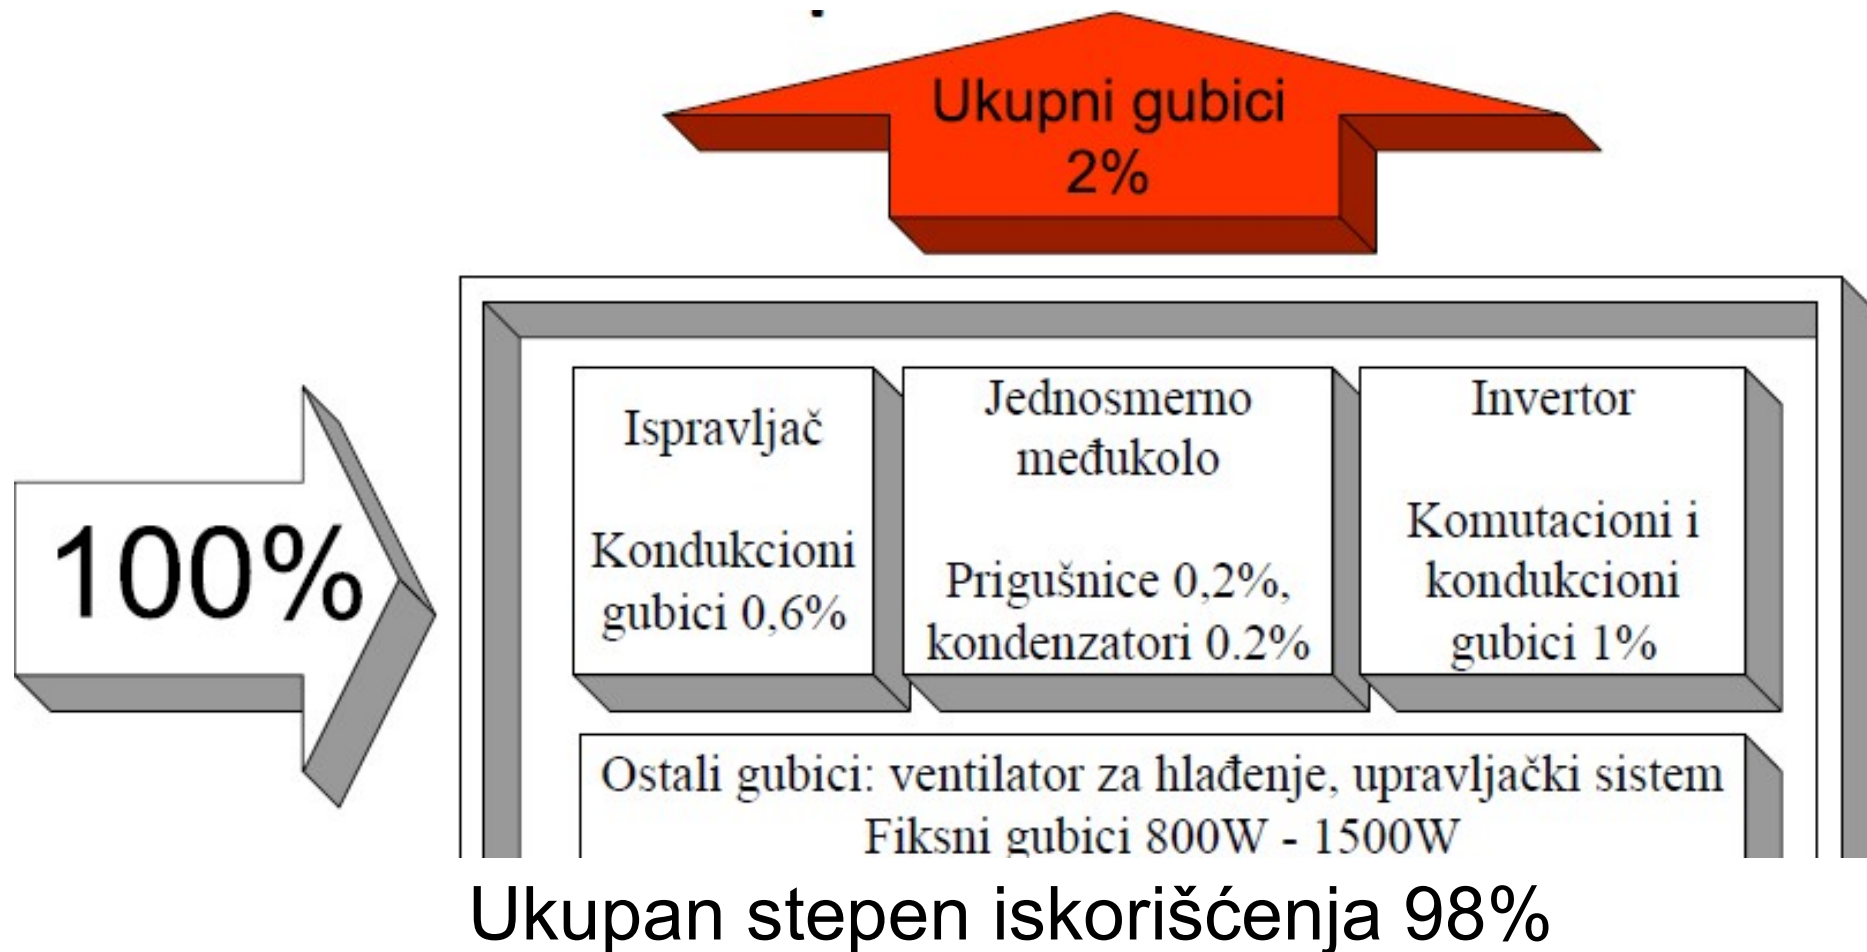 Ukupni gubici
2%
100%
Ispravljač
Kondukcioni
gubici 0,6%
Jednosmerno
međukolo
Prigušnice 0,2%,
kondenzatori 0.2%
Invertor
Komutacioni i
kondukcioni
gubici 1%
Ostali gubici: ventilator za hlađenje, upravljački sistem
Fiksni gubici 800W - 1500W
Ukupan stepen iskorišćenja 98%